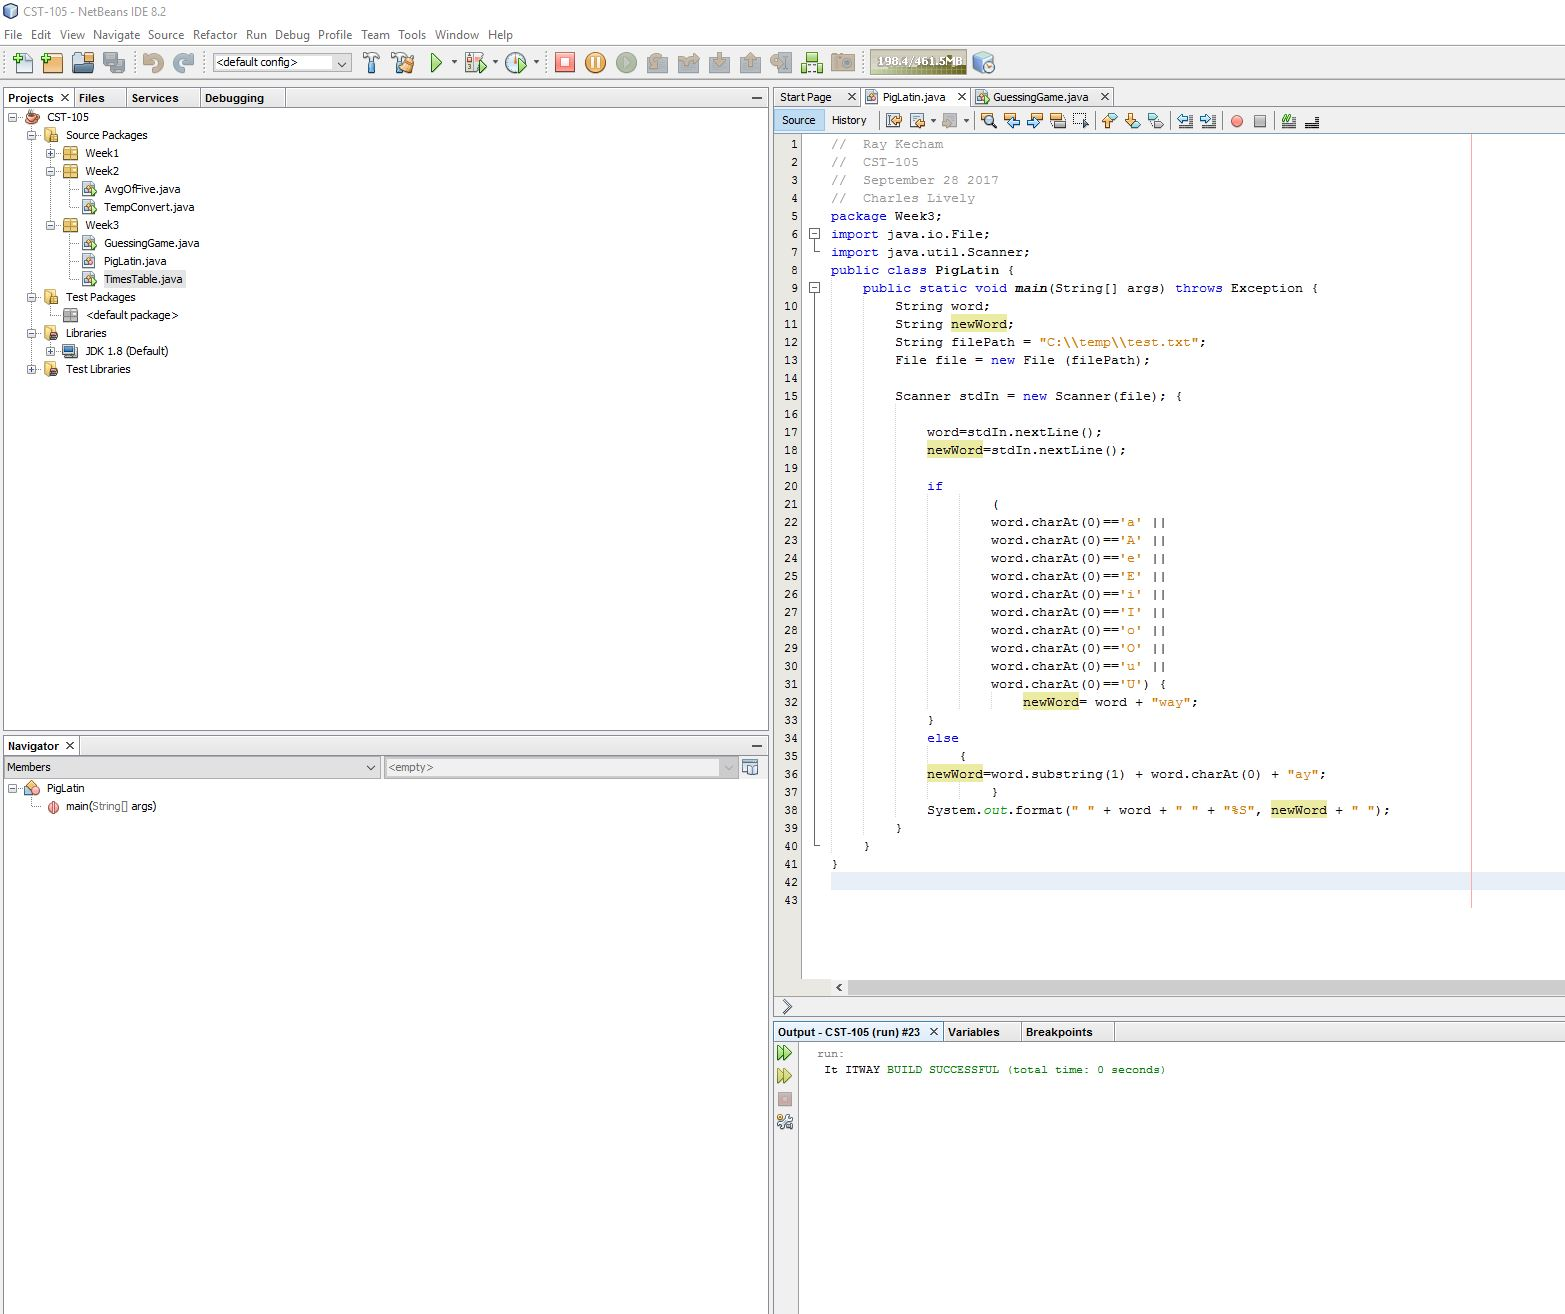 CST-105 - NetBeans IDE 8.2
File Edit View Navigate Source Refactor Run Debug Profile Team Tools Window Help
<default config>
198.4/461.5MB
Projects Files Services Debugging
CST-105
Source Packages
Week1
Week2
AvgOfFive.java
TempConvert.java
Week3
GuessingGame.java
PigLatin.java
TimesTable.java
Test Packages
<default package>
Libraries
JDK 1.8 (Default)
Test Libraries
Navigator
Members
<empty>
PigLatin
main(String[] args)
Start Page PigLatin.java GuessingGame.java
Source History
1 // Ray Kecham
2 // CST-105
3 // September 28 2017
4 // Charles Lively
5 package Week3;
6 import java.io.File;
7 import java.util.Scanner;
8 public class PigLatin {
9 public static void main(String[] args) throws Exception {
10 String word;
11 String newWord;
12 String filePath = "C:\\temp\\test.txt";
13 File file = new File (filePath);
14
15 Scanner stdIn = new Scanner(file); {
16
17 word=stdIn.nextLine();
18 newWord=stdIn.nextLine();
19
20 if
21 (
22 word.charAt(0)=='a' ||
23 word.charAt(0)=='A' ||
24 word.charAt(0)=='e' ||
25 word.charAt(0)=='E' ||
26 word.charAt(0)=='i' ||
27 word.charAt(0)=='I' ||
28 word.charAt(0)=='o' ||
29 word.charAt(0)=='O' ||
30 word.charAt(0)=='u' ||
31 word.charAt(0)=='U') {
32 newWord= word + "way";
33 }
34 else
35 {
36 newWord=word.substring(1) + word.charAt(0) + "ay";
37 }
38 System.out.format(" " + word + " " + "%S", newWord + " ");
39 }
40 }
41 }
42
43
Output - CST-105 (run) #23 Variables Breakpoints
run:
It ITWAY BUILD SUCCESSFUL (total time: 0 seconds)